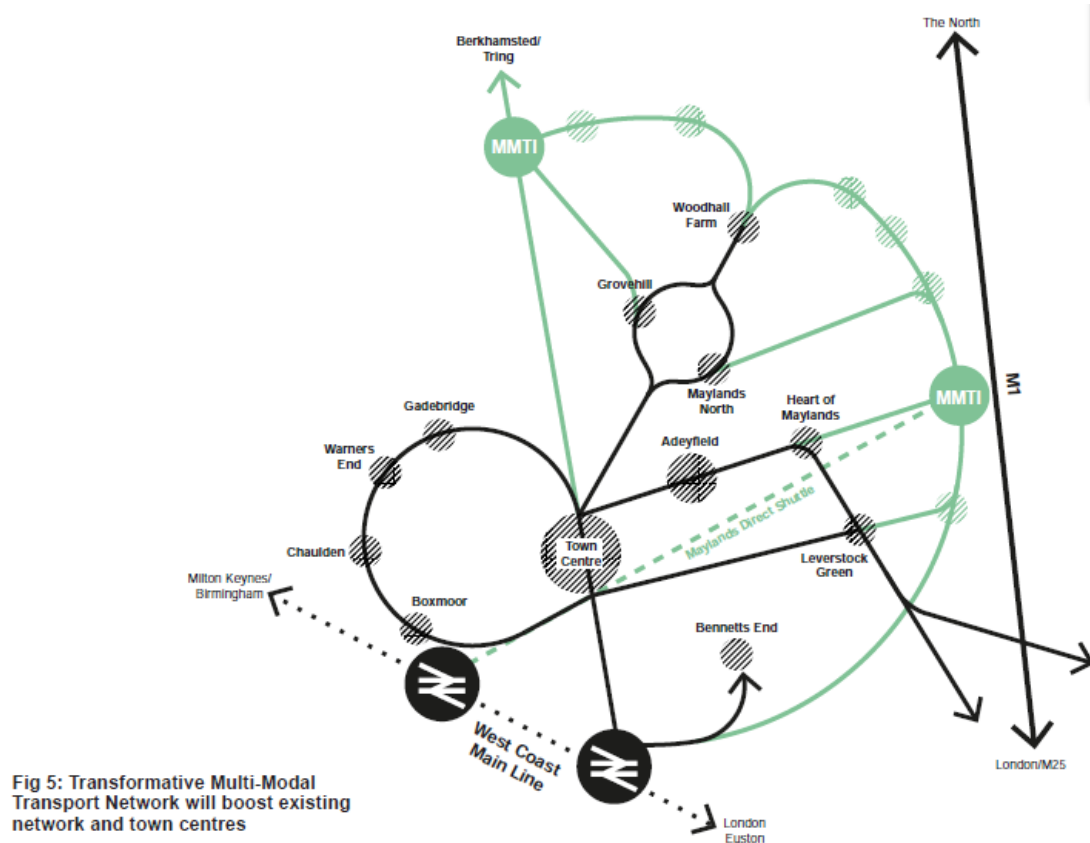 The North
Berkhamsted/
Tring
MMTI
Woodhall
Farm
Grovehill
M1
MMTI
Maylands
North
Heart of
Maylands
Gadebridge
Adeyfield
Warners
End
Maylands Direct Shuttle
Town
Centre
Chaulden
Leverstock
Green
Milton Keynes/
Birmingham
Boxmoor
Bennetts End
West Coast
Main Line
London/M25
Fig 5: Transformative Multi-Modal
Transport Network will boost existing
network and town centres
London
Euston